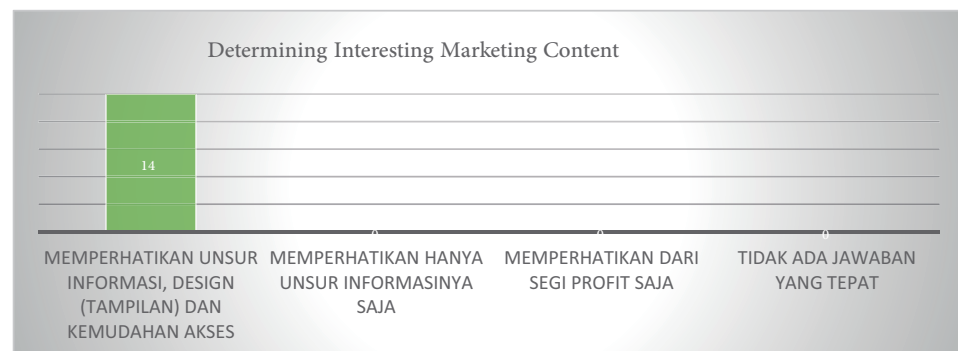 Determining Interesting Marketing Content
14
0
0
0
MEMPERHATIKAN UNSUR
INFORMASI, DESIGN
(TAMPILAN) DAN
KEMUDAHAN AKSES
MEMPERHATIKAN HANYA
UNSUR INFORMASINYA
SAJA
MEMPERHATIKAN DARI
SEGI PROFIT SAJA
TIDAK ADA JAWABAN
YANG TEPAT